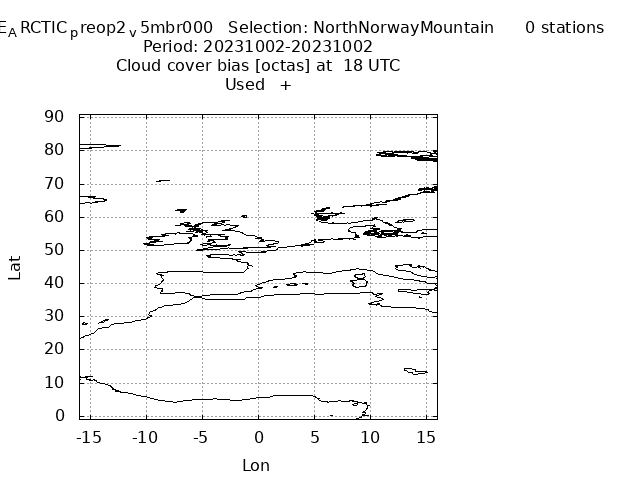 EARCTICpreop2v5mbr000 Selection: NorthNorwayMountain 0 stations
Period: 20231002-20231002
Cloud cover bias [octas] at 18 UTC
Used +
90
80
70
60
50
40
30
20
10
0
Lat
-15 -10 -5 0 5 10 15
Lon